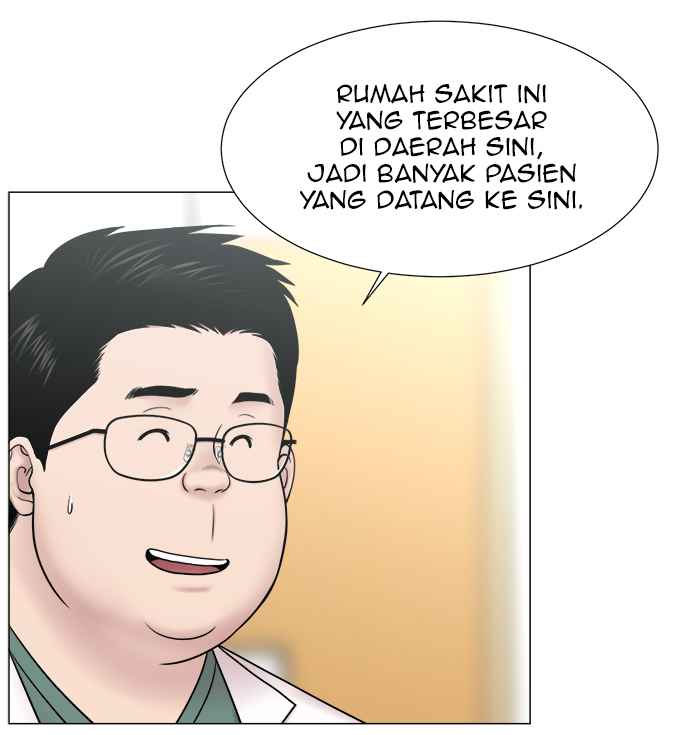 RUMAH SAKIT INI
YANG TERBESAR
DI DAERAH SINI,
JADI BANYAK PASIEN
YANG DATANG KE SINI.